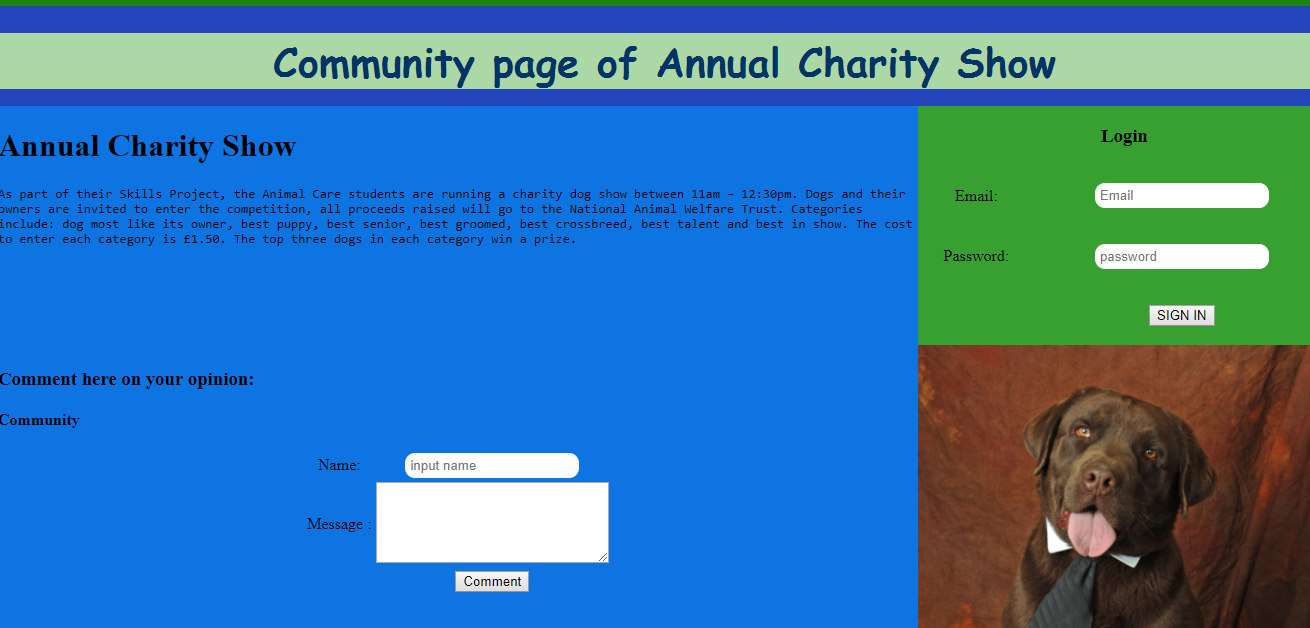 Community page of Annual Charity Show
Annual Charity Show
As part of their Skills Project, the Animal Care students are running a charity dog show between 11am – 12:30pm. Dogs and their
owners are invited to enter the competition, all proceeds raised will go to the National Animal Welfare Trust. Categories
include: dog most like its owner, best puppy, best senior, best groomed, best crossbreed, best talent and best in show. The cost
to enter each category is £1.50. The top three dogs in each category win a prize.
Comment here on your opinion:
Community
Name: input name
Message :
Comment
Login
Email: Email
Password: password
SIGN IN